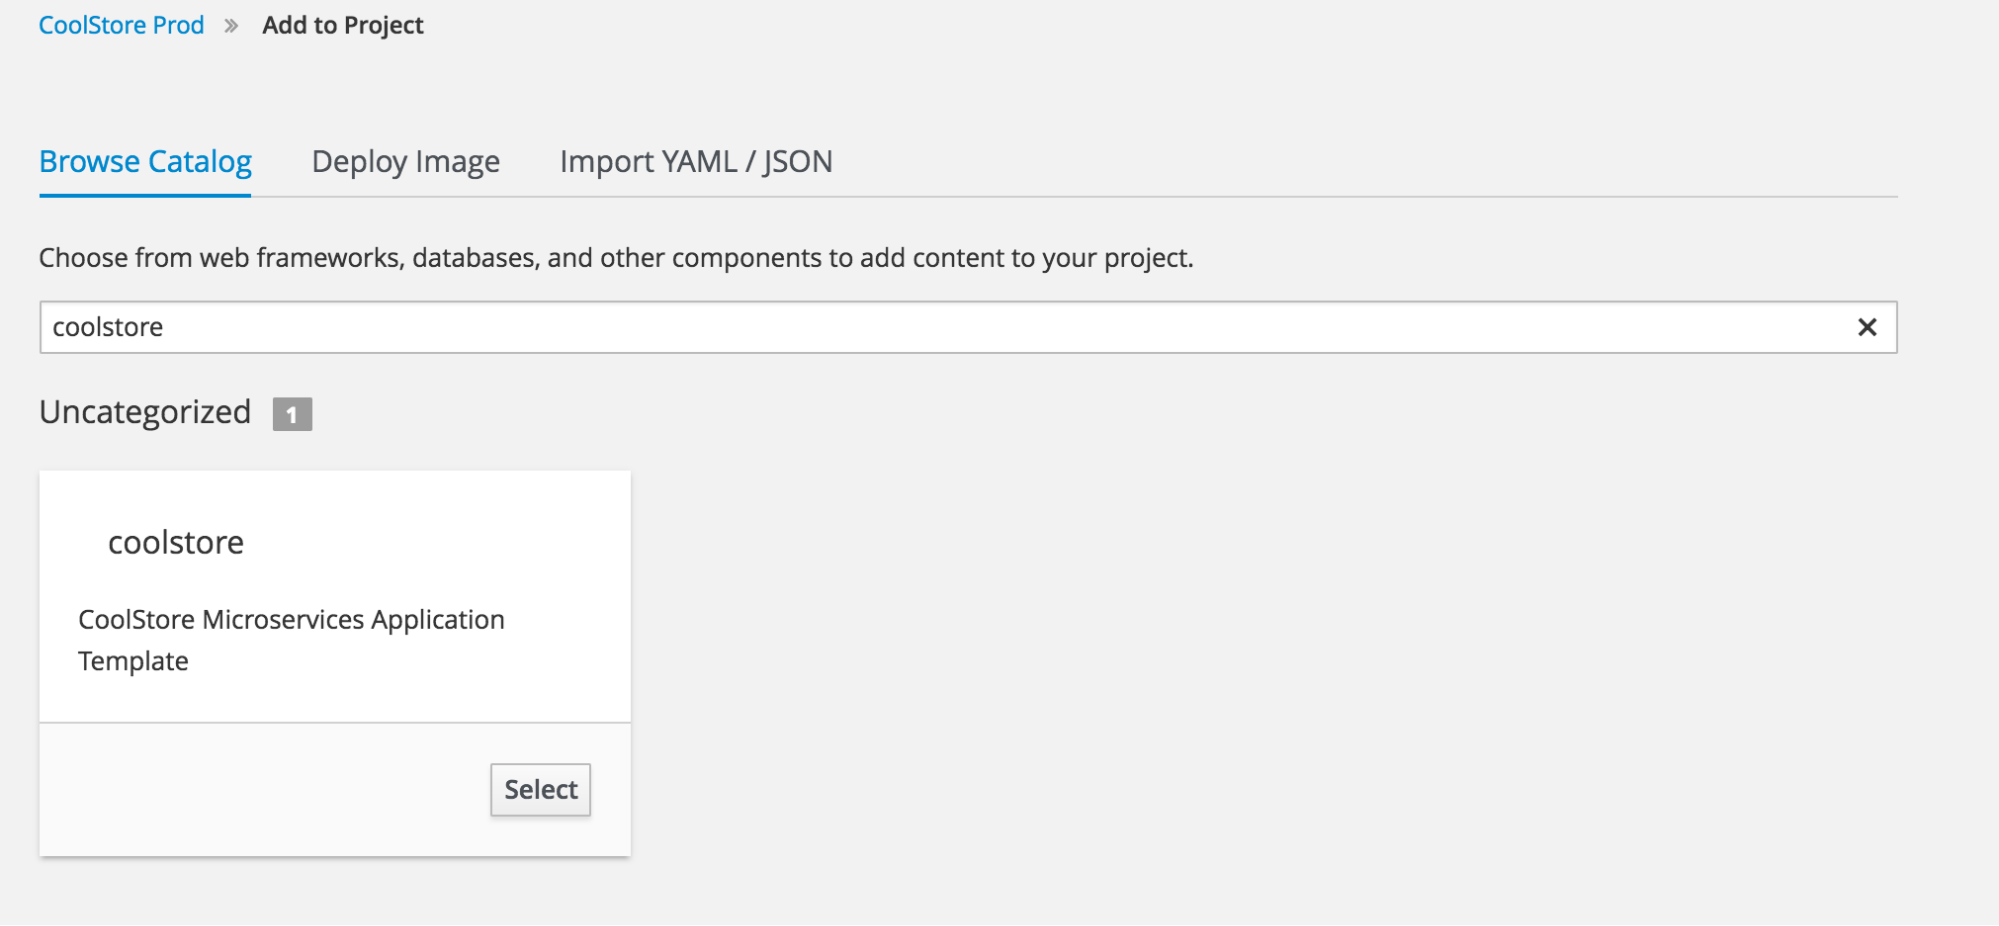 CoolStore Prod » Add to Project
Browse Catalog Deploy Image Import YAML / JSON
Choose from web frameworks, databases, and other components to add content to your project.
coolstore ×
Uncategorized 1
coolstore
CoolStore Microservices Application
Template
Select